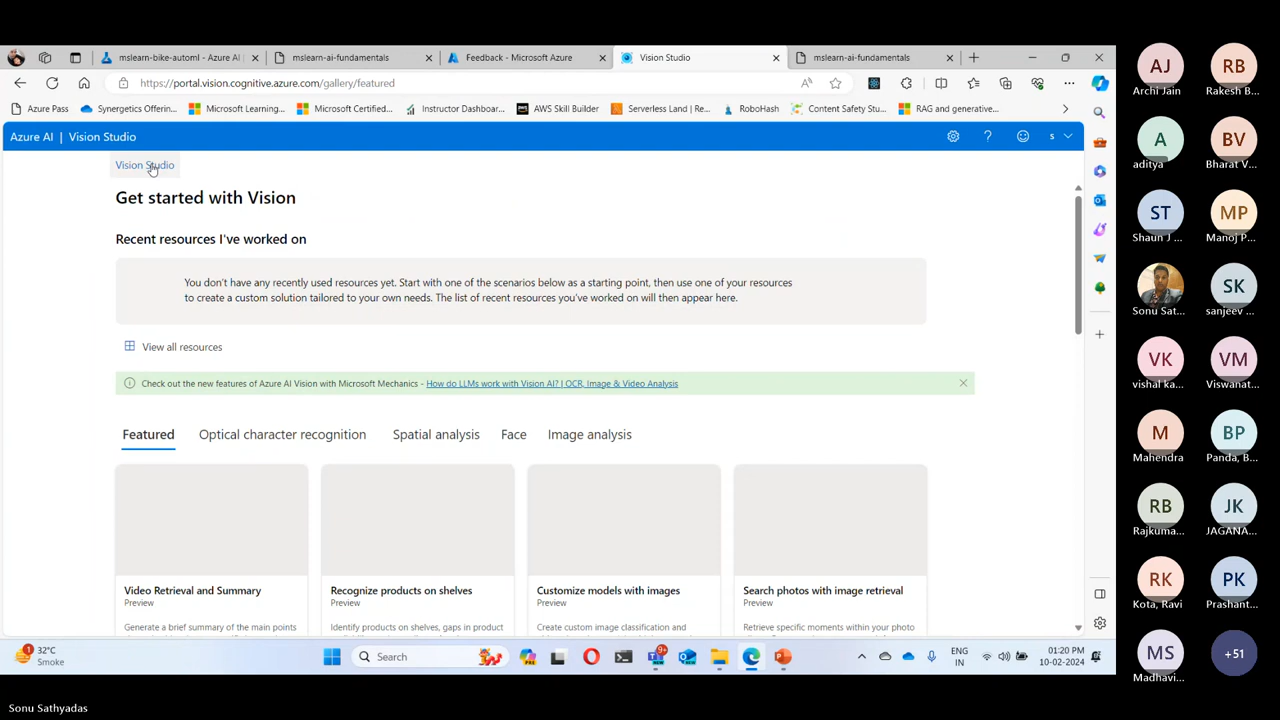 mslearn-bike-automl - Azure AI |
mslearn-ai-fundamentals
Feedback - Microsoft Azure
Vision Studio
mslearn-ai-fundamentals
https://portal.vision.cognitive.azure.com/gallery/featured
Azure Pass
Synergetics Offerin...
Microsoft Learning...
Microsoft Certified...
Instructor Dashboar...
AWS Skill Builder
Serverless Land | Re...
RoboHash
Content Safety Stu...
RAG and generative...
Azure AI | Vision Studio
s
Vision Studio
Get started with Vision
Recent resources I've worked on
You don't have any recently used resources yet. Start with one of the scenarios below as a starting point, then use one of your resources
to create a custom solution tailored to your own needs. The list of recent resources you've worked on will then appear here.
View all resources
Check out the new features of Azure AI Vision with Microsoft Mechanics - How do LLMs work with Vision AI? | OCR, Image & Video Analysis
Featured
Optical character recognition
Spatial analysis
Face
Image analysis
Video Retrieval and Summary
Preview
Generate a brief summary of the main points
Recognize products on shelves
Preview
Identify products on shelves, gaps in product
Customize models with images
Preview
Create custom image classification and
Search photos with image retrieval
Preview
Retrieve specific moments within your photo
1
32°C
Smoke
Search
9+
ENG
IN
01:20 PM
10-02-2024
AJ
Archi Jain
RB
Rakesh B...
A
aditya
BV
Bharat V...
ST
Shaun J ...
MP
Manoj P...
Sonu Sat...
SK
sanjeev ...
VK
vishal ka...
VM
Viswanat...
M
Mahendra
BP
Panda, B...
RB
Rajkuma...
JK
JAGANA...
RK
Kota, Ravi
PK
Prashant...
MS
Madhavi...
+51
Sonu Sathyadas